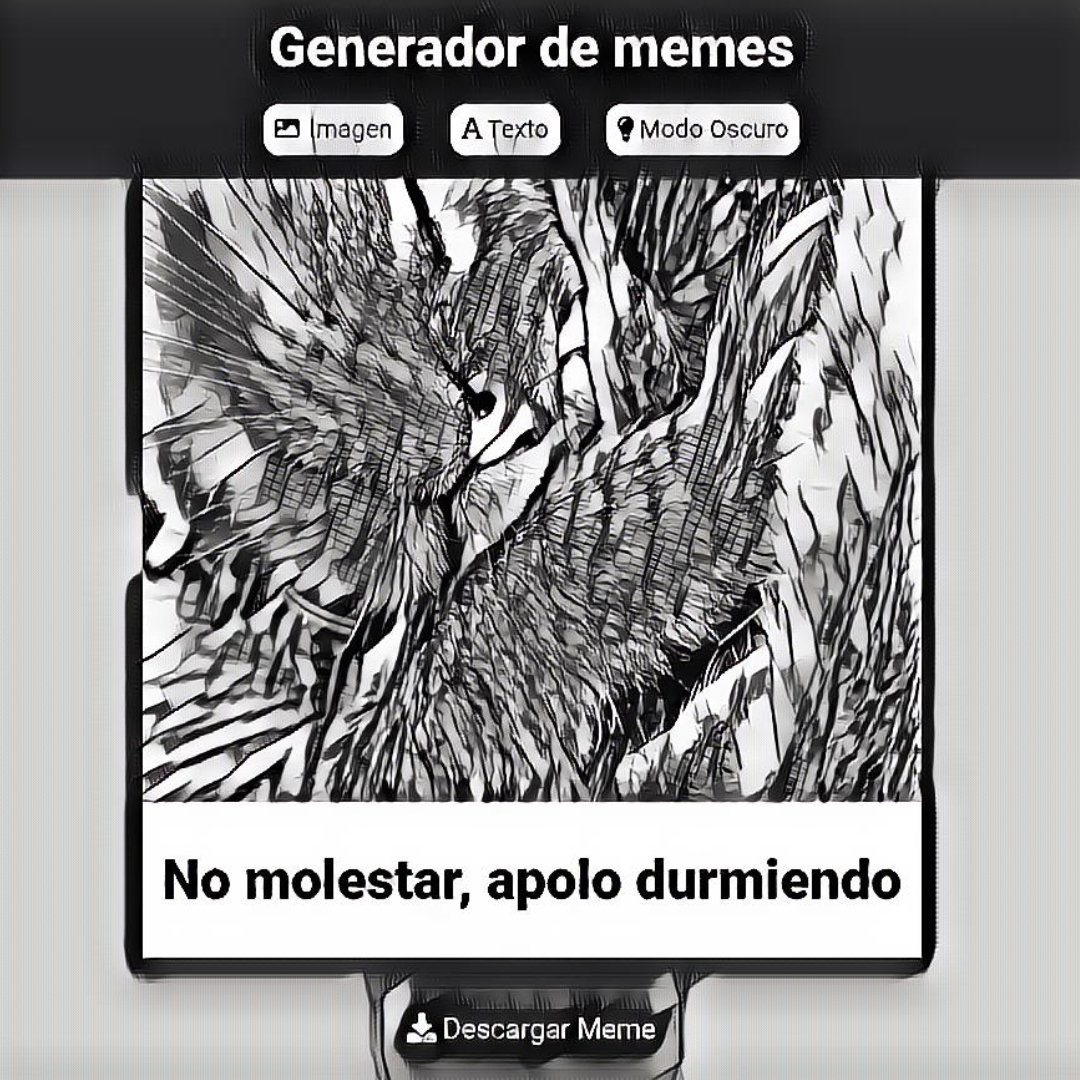 Generador de memes
Imagen
A Texto
Modo Oscuro
No molestar, apolo durmiendo
Descargar Meme